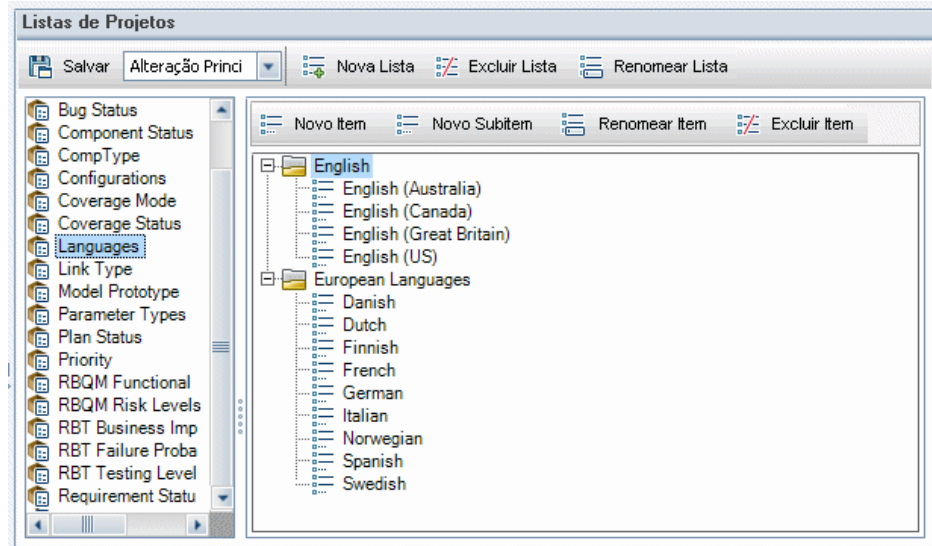 Listas de Projetos
Salvar Alteração Princi Nova Lista Excluir Lista Renomear Lista
Bug Status
Component Status
CompType
Configurations
Coverage Mode
Coverage Status
Languages
Link Type
Model Prototype
Parameter Types
Plan Status
Priority
RBQM Functional
RBQM Risk Levels
RBT Business Imp
RBT Failure Proba
RBT Testing Level
Requirement Statu
Novo Item Novo Subitem Renomear Item Excluir Item
English
English (Australia)
English (Canada)
English (Great Britain)
English (US)
European Languages
Danish
Dutch
Finnish
French
German
Italian
Norwegian
Spanish
Swedish